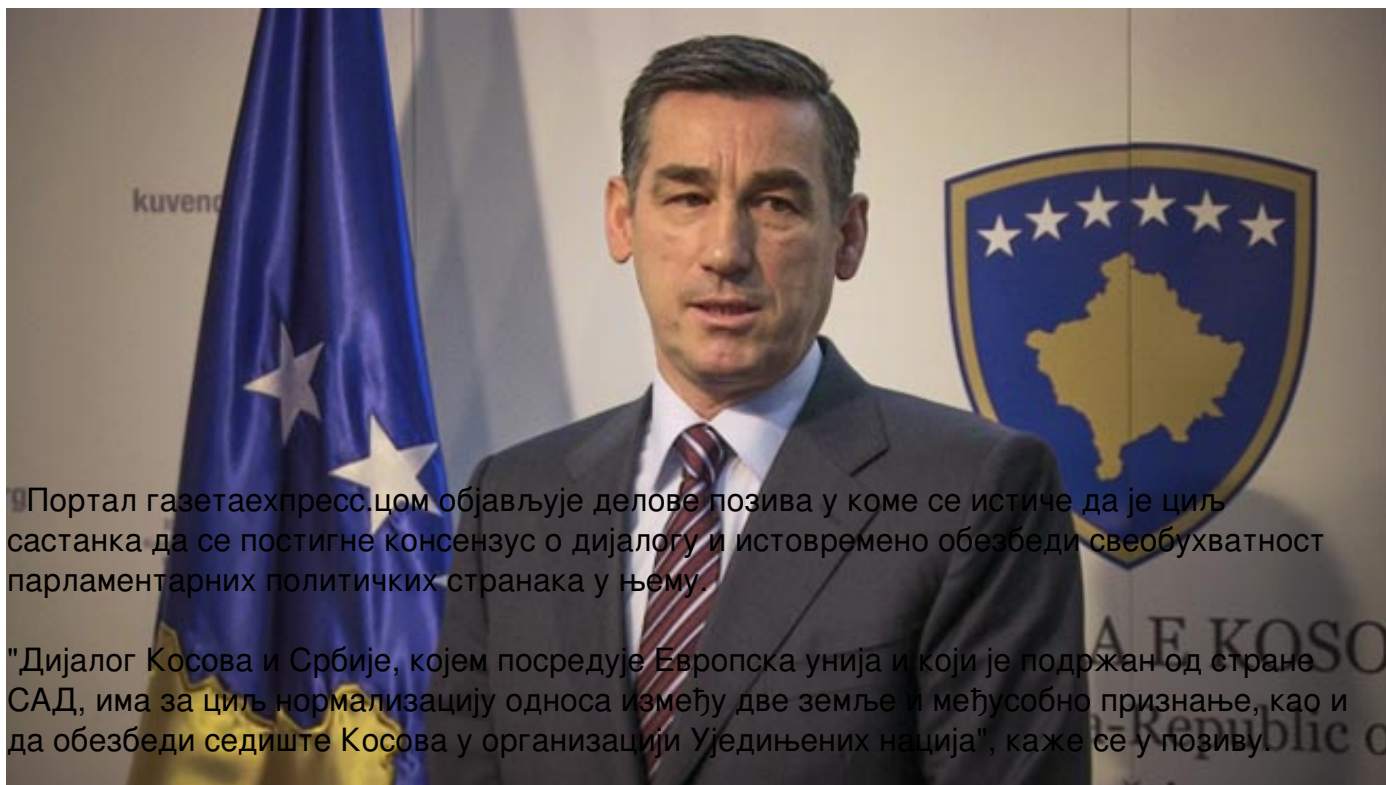 kuvend
rg
Портал газетаехпресс.цом објављује делове позива у коме се истиче да је циљ
састанка да се постигне консензус о дијалогу и истовремено обезбеди свеобухватност
парламентарних политичких странака у њему.
"Дијалог Косова и Србије, којем посредује Европска унија и који је подржан од стране
САД, има за циљ нормализацију односа између две земље и међусобно признање, као и
да обезбеди седиште Косова у организацији Уједињених нација", каже се у позиву.
A E KOSO
a-Republic o